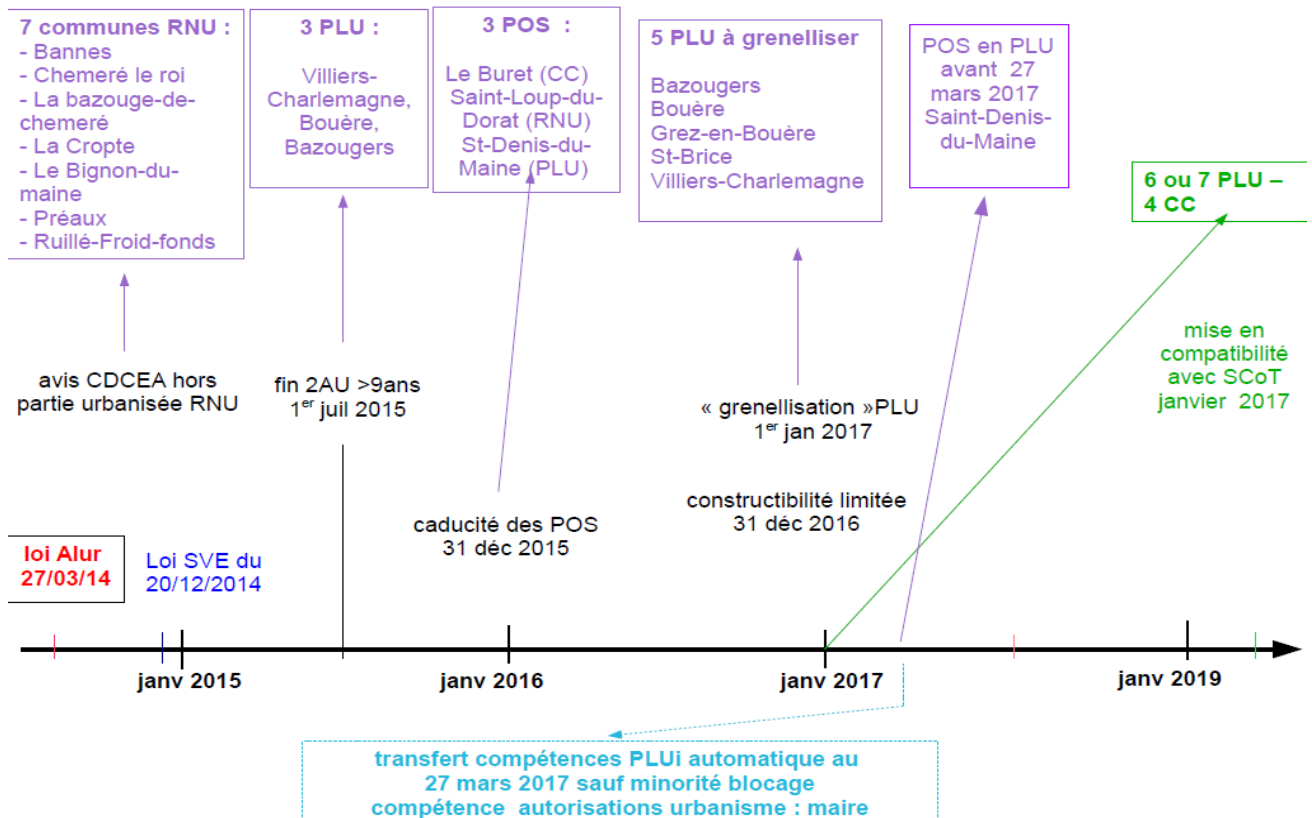 7 communes RNU :
- Bannes
- Chemeré le roi
- La bazouge-de-
chemeré
- La Cropte
- Le Bignon-du-
maine
- Préaux
- Ruillé-Froid-fonds
3 PLU :
Villiers-
Charlemagne,
Bouère,
Bazougers
3 POS :
Le Buret (CC)
Saint-Loup-du-
Dorat (RNU)
St-Denis-du-
Maine (PLU)
5 PLU à grenelliser
Bazougers
Bouère
Grez-en-Bouère
St-Brice
Villiers-Charlemagne
POS en PLU
avant 27
mars 2017
Saint-Denis-
du-Maine
6 ou 7 PLU –
4 CC
avis CDCEA hors
partie urbanisée RNU
fin 2AU >9ans
1er juil 2015
caducité des POS
31 déc 2015
« grenellisation »PLU
1er jan 2017
constructibilité limitée
31 déc 2016
mise en
compatibilité
avec SCoT
janvier 2017
loi Alur
27/03/14
Loi SVE du
20/12/2014
janv 2015
janv 2016
janv 2017
janv 2019
transfert compétences PLUi automatique au
27 mars 2017 sauf minorité blocage
compétence autorisations urbanisme : maire